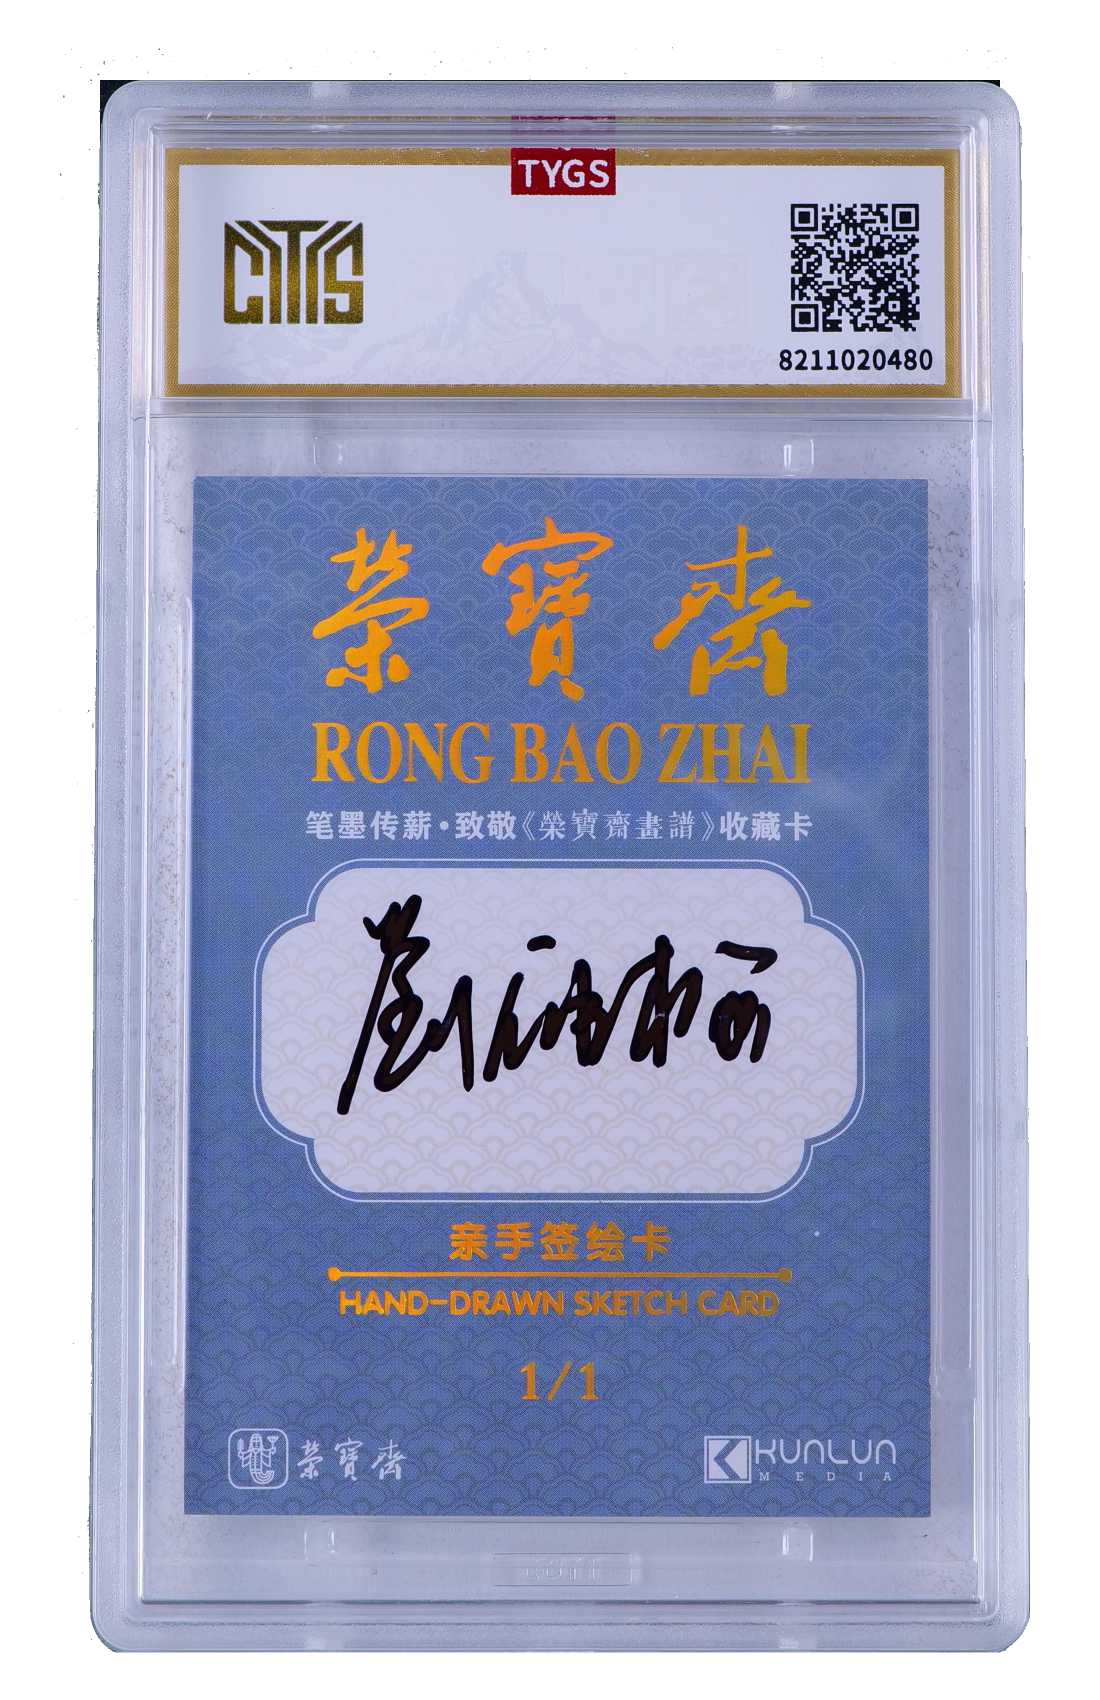 TYGS
CTTS
8211020480
榮寶齋
RONG BAO ZHAI
笔墨传薪·致敬《榮寶齋畫譜》收藏卡
亲手签绘卡
HAND-DRAWN SKETCH CARD
1/1
榮寶齋
KUNLUN
MEDIA